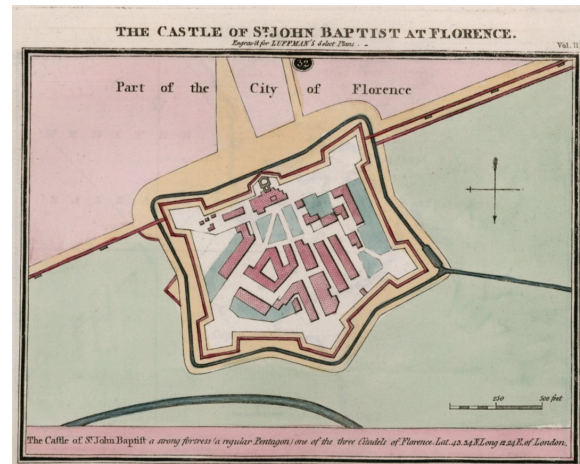 THE CASTLE OF ST. JOHN BAPTIST AT FLORENCE.
Engrav'd for LUFFMAN'S Select Plans.
Vol. II
32
Part of the City of Florence
250 500 feet
The Castle of St. John Baptist a strong fortress (a regular Pentagon) one of the three Citadels of Florence. Lat. 43.34 N Long 12,24 E, of London.